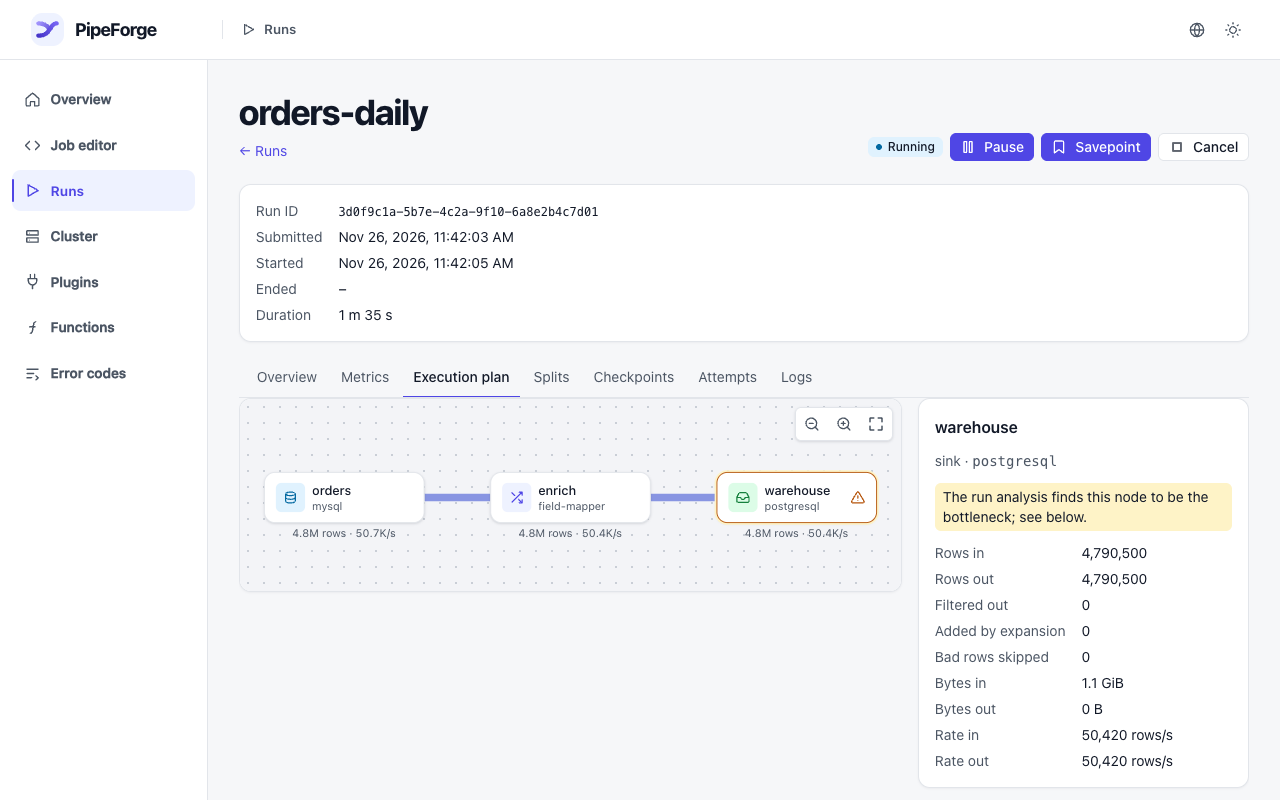 PipeForge
Runs
Overview
Job editor
Runs
Cluster
Plugins
Functions
Error codes
orders-daily
← Runs
Running
Pause
Savepoint
Cancel
Run ID 3d0f9c1a-5b7e-4c2a-9f10-6a8e2b4c7d01
Submitted Nov 26, 2026, 11:42:03 AM
Started Nov 26, 2026, 11:42:05 AM
Ended –
Duration 1 m 35 s
Overview Metrics Execution plan Splits Checkpoints Attempts Logs
orders
mysql
4.8M rows · 50.7K/s
enrich
field-mapper
4.8M rows · 50.4K/s
warehouse
postgresql
4.8M rows · 50.4K/s
warehouse
sink · postgresql
The run analysis finds this node to be the
bottleneck; see below.
Rows in 4,790,500
Rows out 4,790,500
Filtered out 0
Added by expansion 0
Bad rows skipped 0
Bytes in 1.1 GiB
Bytes out 0 B
Rate in 50,420 rows/s
Rate out 50,420 rows/s